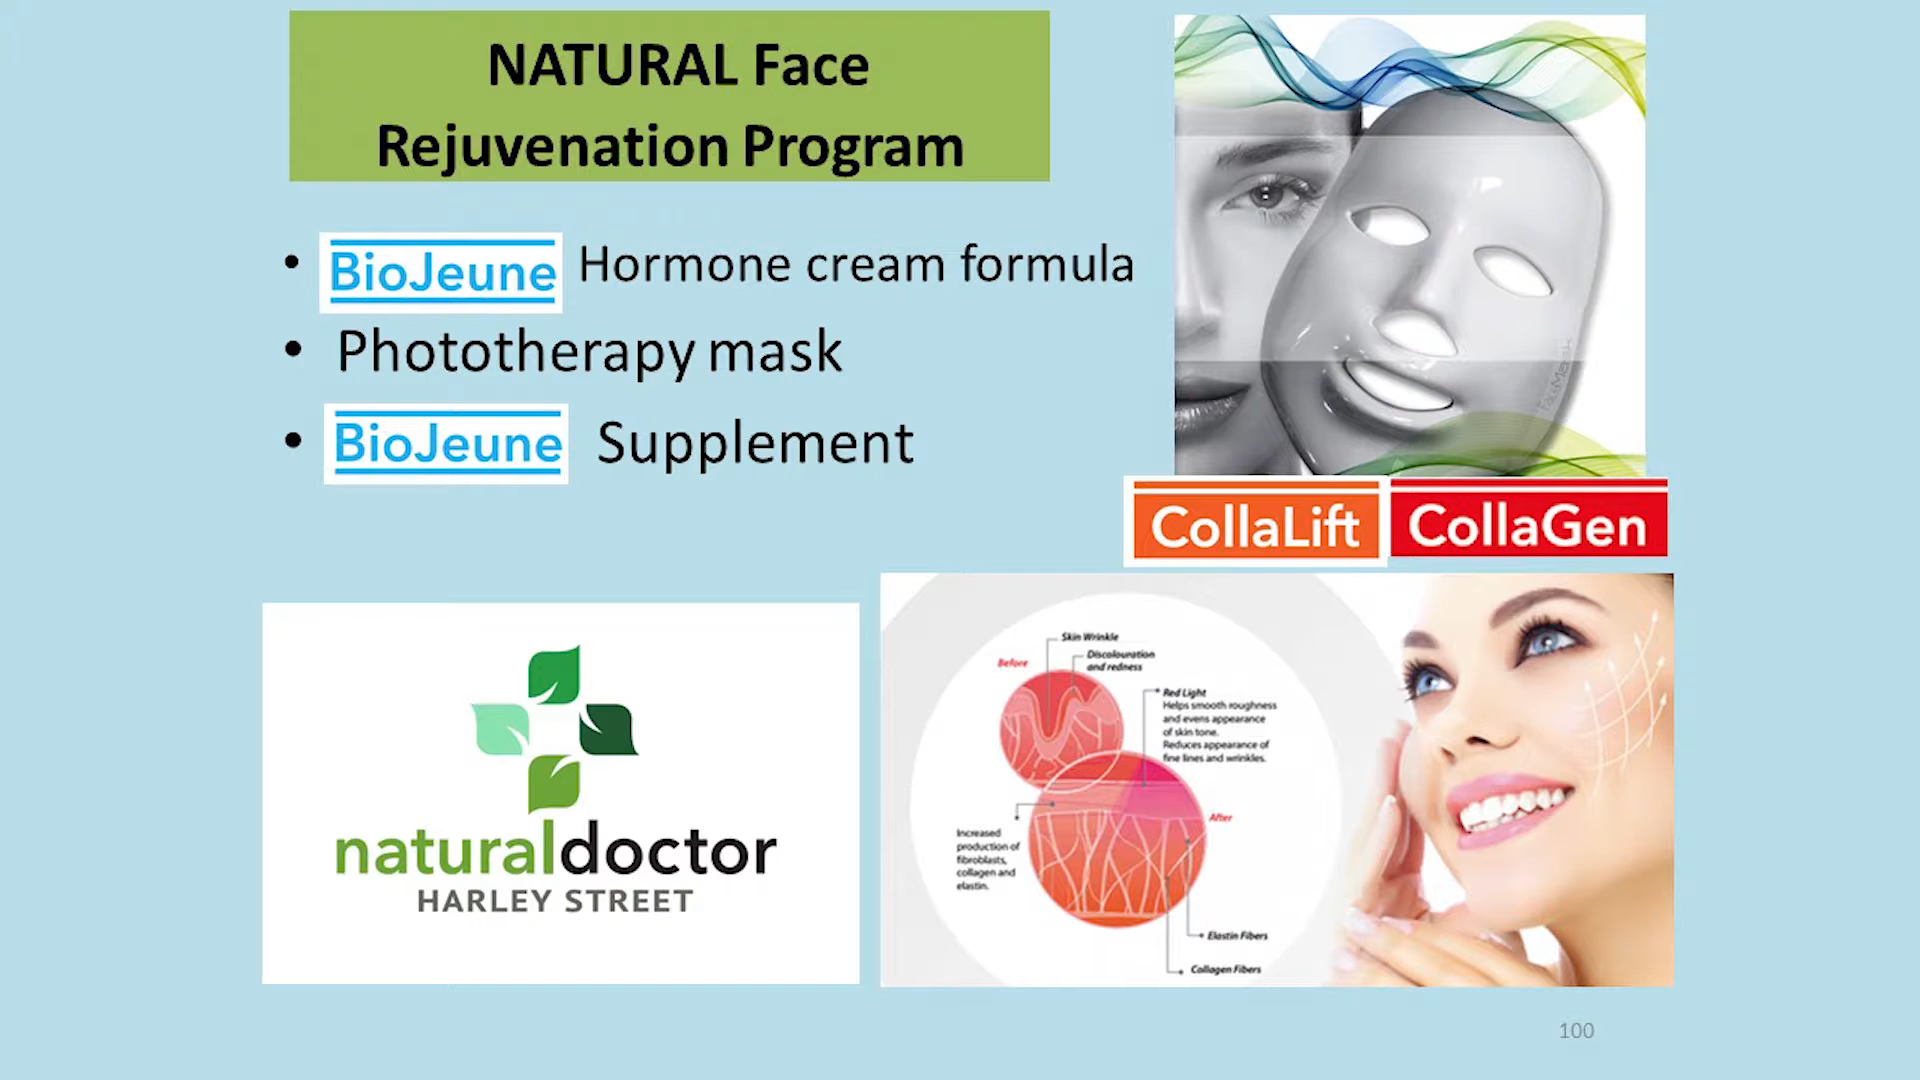 NATURAL Face
Rejuvenation Program
• BioJeune Hormone cream formula
• Phototherapy mask
• BioJeune Supplement
CollaLift
CollaGen
naturaldoctor
HARLEY STREET
Skin Wrinkle
Before
Discolouration
and redness
Red Light
Helps smooth roughness
and evens appearance
of skin tone.
Reduces appearance of
fine lines and wrinkles.
After
Increased
production of
fibroblasts,
collagen and
elastin.
Elastin Fibers
Collagen Fibers
100